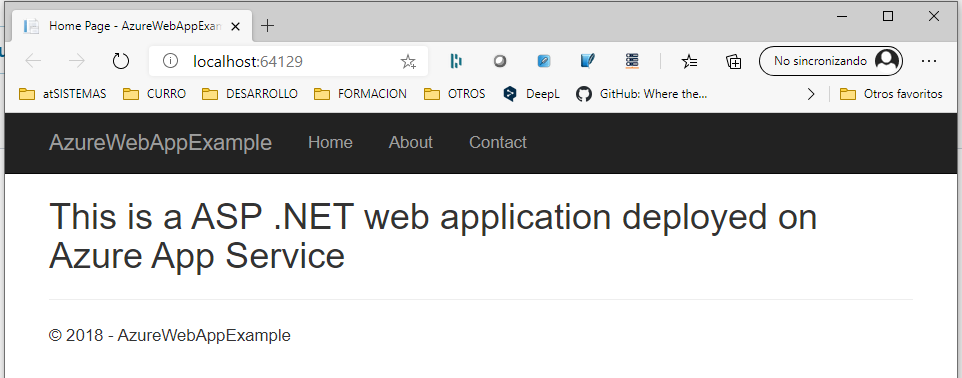 Home Page - AzureWebAppExam
localhost:64129
No sincronizando
atSISTEMAS CURRO DESARROLLO FORMACION OTROS DeepL GitHub: Where the... Otros favoritos
AzureWebAppExample Home About Contact
This is a ASP .NET web application deployed on
Azure App Service
© 2018 - AzureWebAppExample